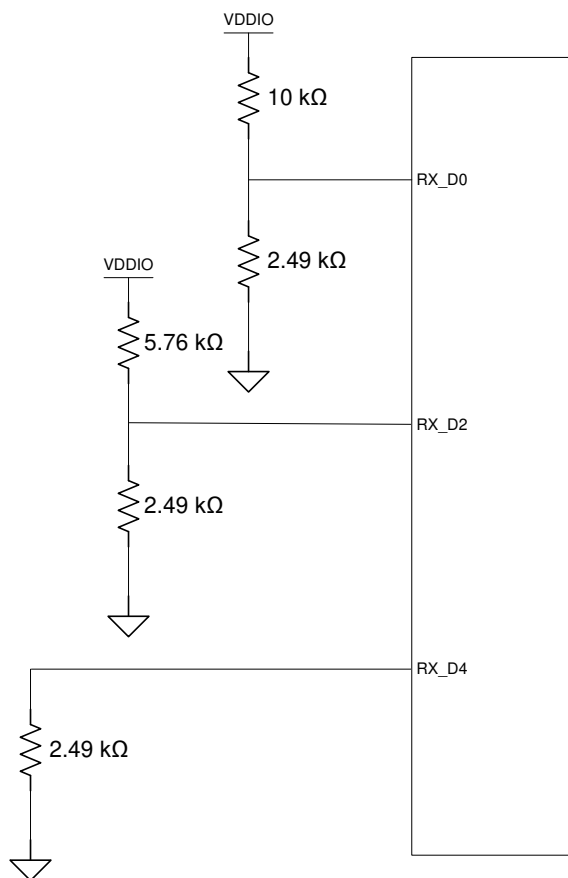 VDDIO
10 kΩ
RX_D0
2.49 kΩ
VDDIO
5.76 kΩ
RX_D2
2.49 kΩ
RX_D4
2.49 kΩ